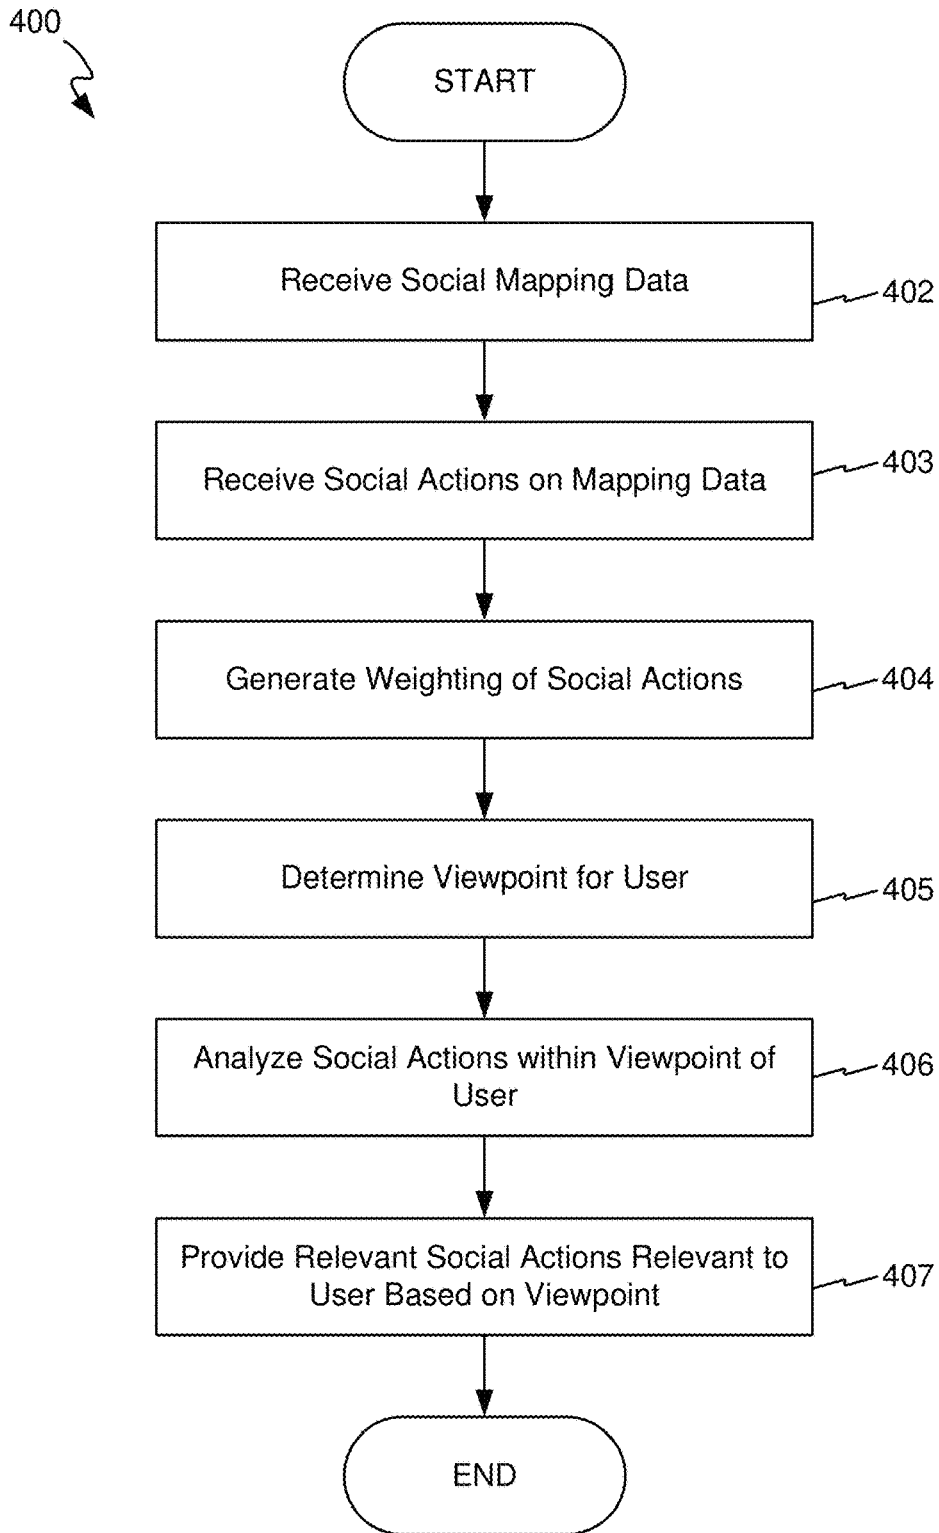 400
START
Receive Social Mapping Data
402
Receive Social Actions on Mapping Data
403
Generate Weighting of Social Actions
404
Determine Viewpoint for User
405
Analyze Social Actions within Viewpoint of
User
406
Provide Relevant Social Actions Relevant to
User Based on Viewpoint
407
END